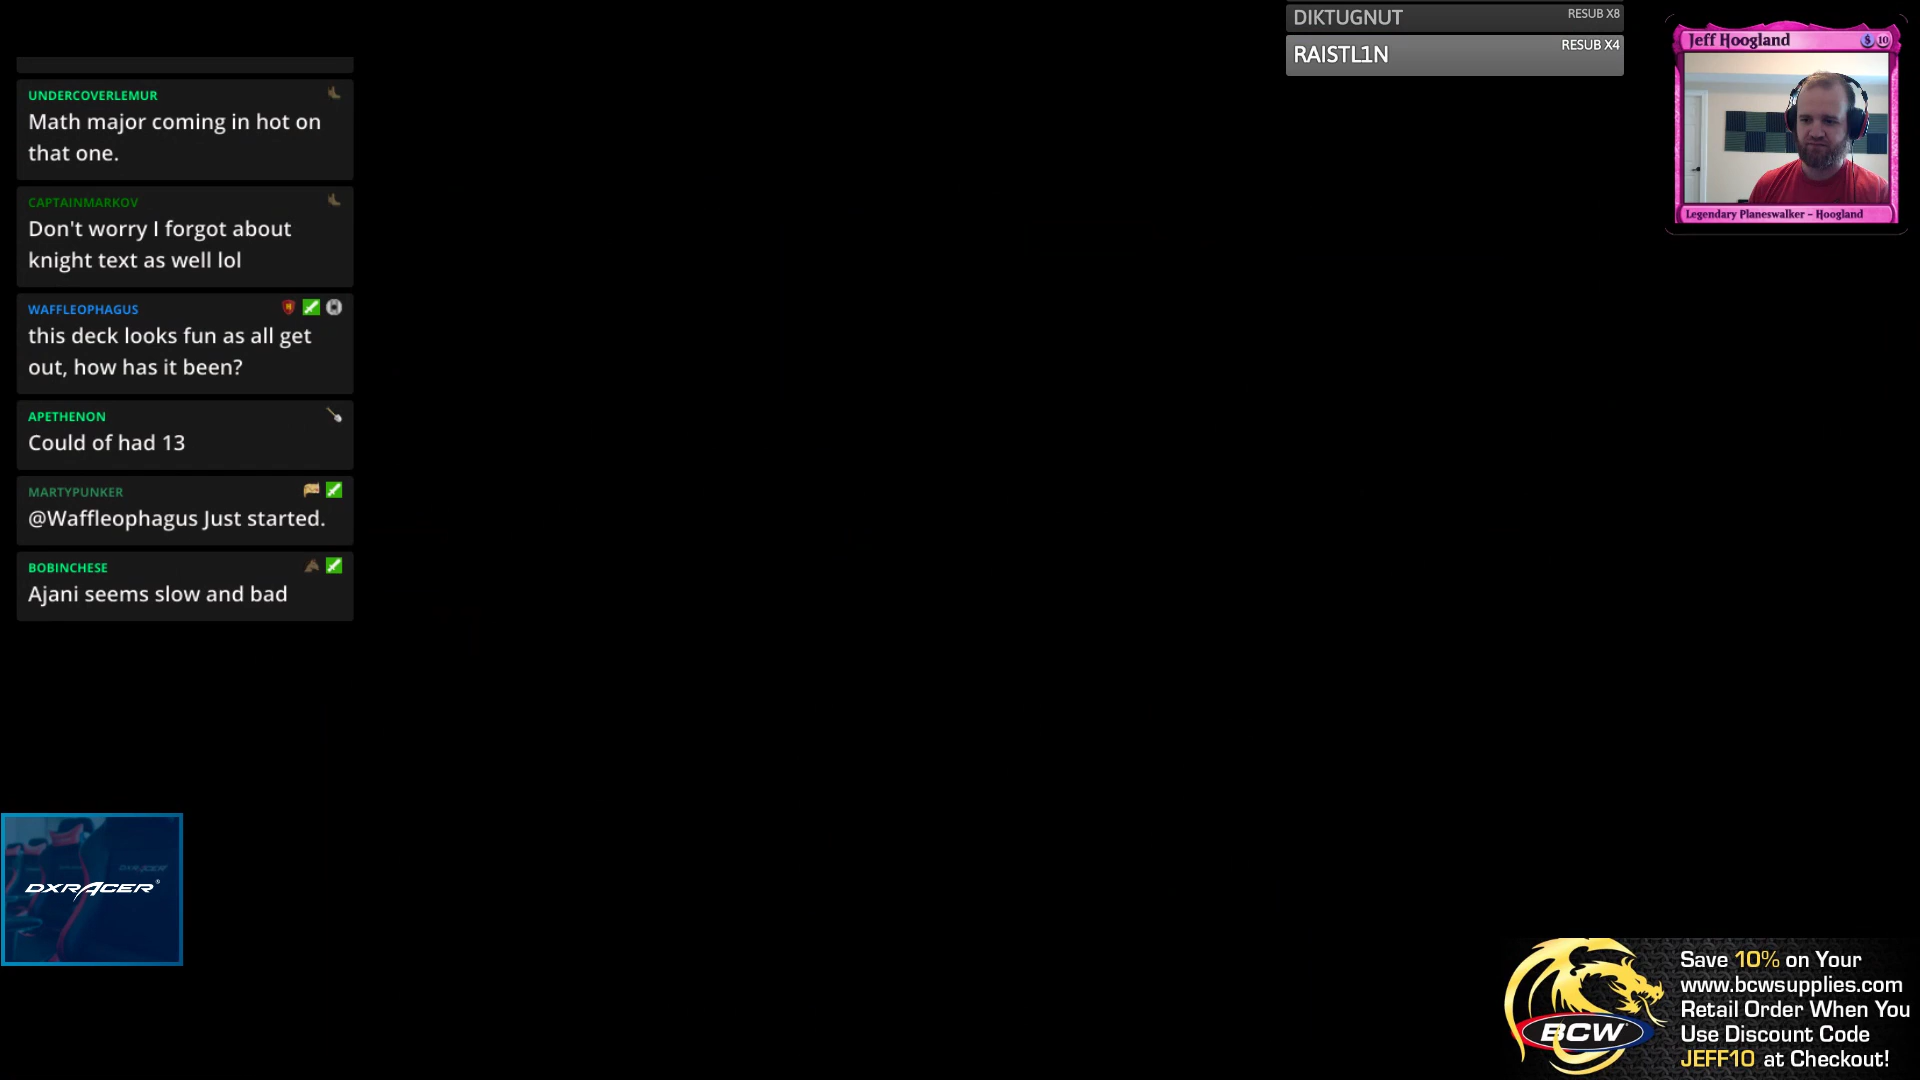 DIKTUGNUT RESUB X8
RAISTL1N RESUB X4
Jeff Hoogland $ 10
Legendary Planeswalker – Hoogland
UNDERCOVERLEMUR
Math major coming in hot on
that one.
CAPTAINMARKOV
Don't worry I forgot about
knight text as well lol
WAFFLEOPHAGUS
this deck looks fun as all get
out, how has it been?
APETHENON
Could of had 13
MARTYPUNKER
@Waffleophagus Just started.
BOBINCHESE
Ajani seems slow and bad
DXRACER®
BCW
Save 10% on Your
www.bcwsupplies.com
Retail Order When You
Use Discount Code
JEFF10 at Checkout!